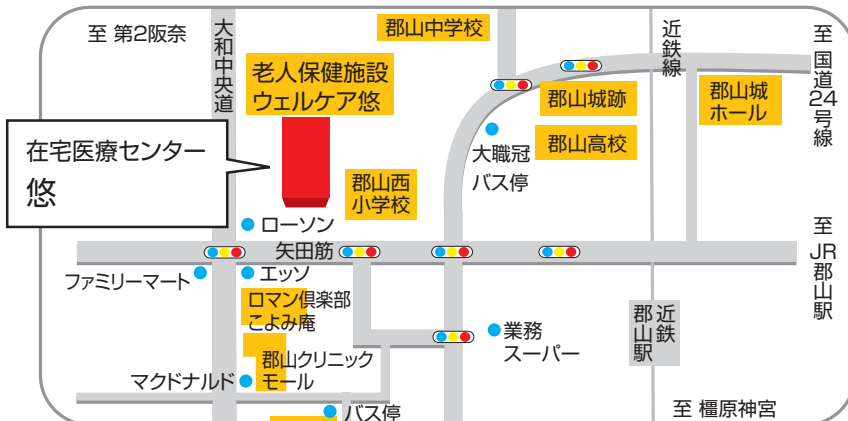 至 第2阪奈
大和中央道
郡山中学校
近鉄線
至 国道24号線
老人保健施設
ウェルケア悠
郡山城跡
郡山城
ホール
在宅医療センター
悠
大職冠
バス停
郡山高校
郡山西
小学校
ローソン
矢田筋
至 JR郡山駅
ファミリーマート
エッソ
ロマン倶楽部
こよみ庵
業務
スーパー
近鉄
郡山駅
郡山クリニック
モール
マクドナルド
バス停
至 橿原神宮